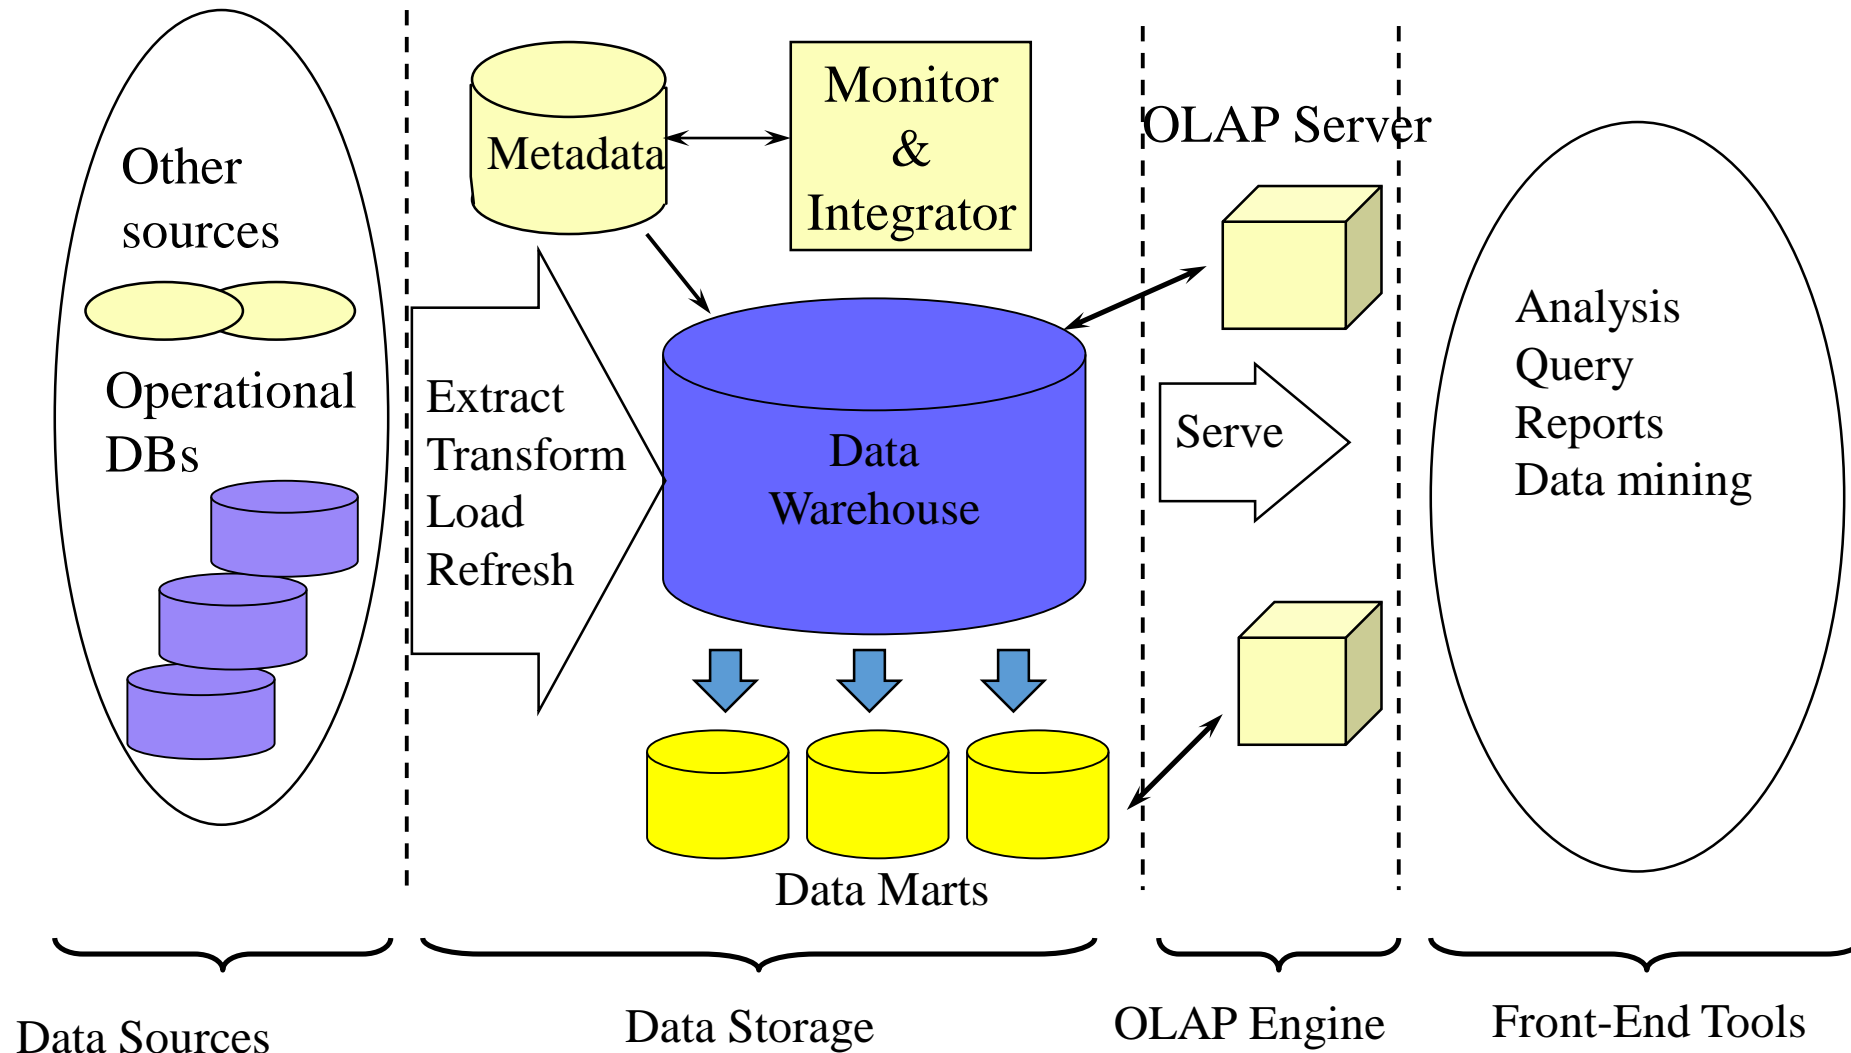 Other
sources
Operational
DBs
Metadata
Monitor
&
Integrator
OLAP Server
Extract
Transform
Load
Refresh
Data
Warehouse
Serve
Analysis
Query
Reports
Data mining
Data Marts
Data Sources
Data Storage
OLAP Engine
Front-End Tools